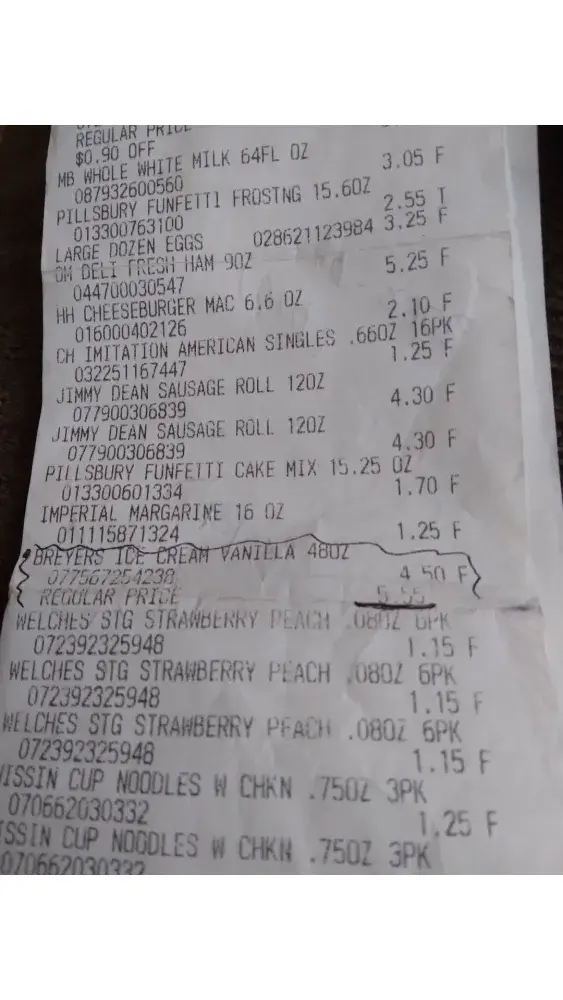 REGULAR PRICE
$0.90 OFF
MB WHOLE WHITE MILK 64FL OZ
087932600560 3.05 F
PILLSBURY FUNFETTI FROSTNG 15.6OZ
013300763100 2.55 T
LARGE DOZEN EGGS 028621123984 3.25 F
OM DELI FRESH HAM 9OZ
044700030547 5.25 F
HH CHEESEBURGER MAC 6.6 OZ
016000402126 2.10 F
CH IMITATION AMERICAN SINGLES .66OZ 16PK
032251167447 1.25 F
JIMMY DEAN SAUSAGE ROLL 12OZ
077900306839 4.30 F
JIMMY DEAN SAUSAGE ROLL 12OZ
077900306839 4.30 F
PILLSBURY FUNFETTI CAKE MIX 15.25 OZ
013300601334 1.70 F
IMPERIAL MARGARINE 16 OZ
011115871324 1.25 F
BREYERS ICE CREAM VANILLA 48OZ
077567254238 4.50 F
REGULAR PRICE 5.55
WELCHES STG STRAWBERRY PEACH .08OZ 6PK
072392325948 1.15 F
WELCHES STG STRAWBERRY PEACH .08OZ 6PK
072392325948 1.15 F
WELCHES STG STRAWBERRY PEACH .08OZ 6PK
072392325948 1.15 F
ISSIN CUP NOODLES W CHKN .75OZ 3PK
070662030332 1.25 F
ISSIN CUP NOODLES W CHKN .75OZ 3PK
070662030332